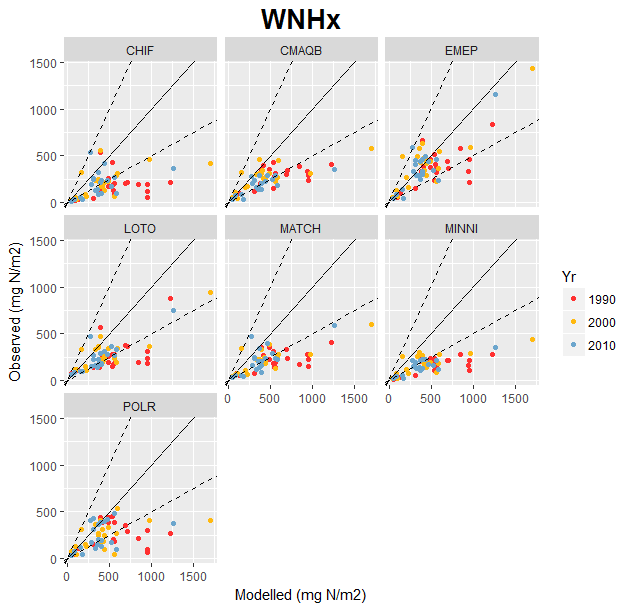 WNHx
CHIF CMAQB EMEP
1500
1000
500
0
LOTO MATCH MINNI
1500
1000
500
0
POLR
1500
1000
500
0
0 500 1000 1500 0 500 1000 1500 0 500 1000 1500
Observed (mg N/m2)
Modelled (mg N/m2)
Yr
1990
2000
2010